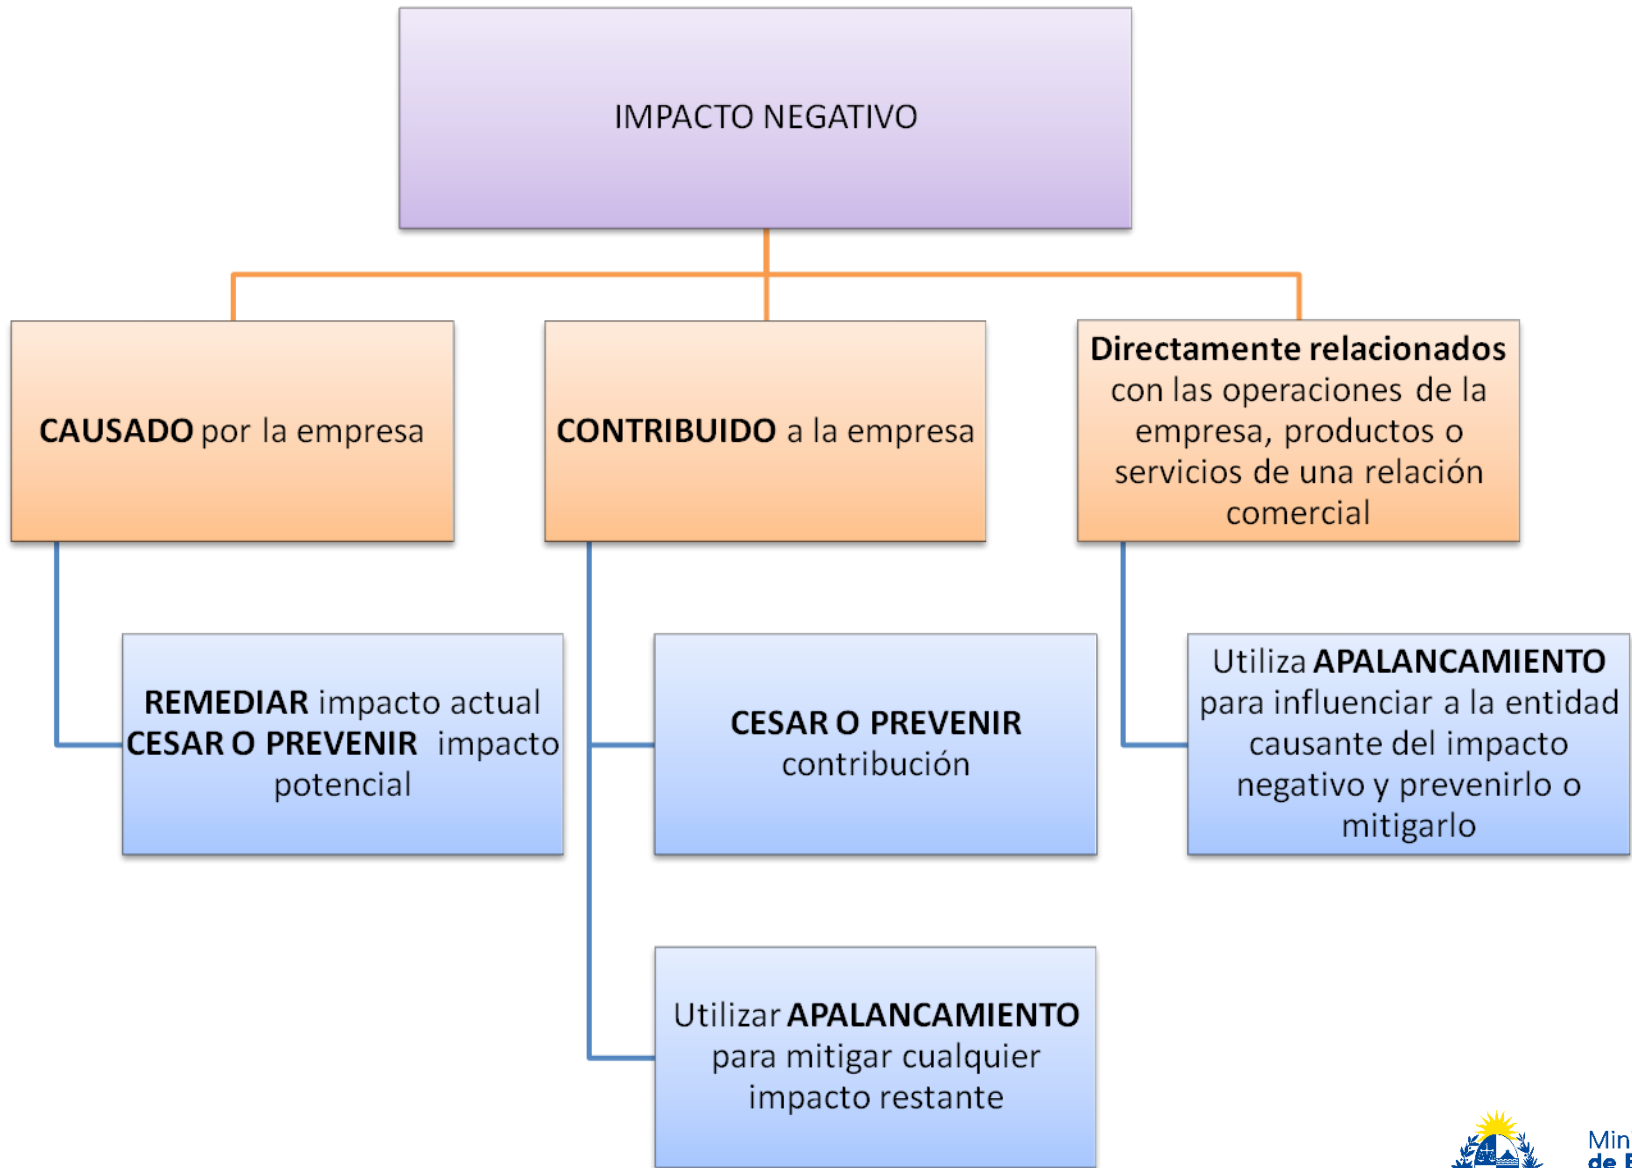 IMPACTO NEGATIVO
CAUSADO por la empresa
CONTRIBUIDO a la empresa
Directamente relacionados
con las operaciones de la
empresa, productos o
servicios de una relación
comercial
REMEDIAR impacto actual
CESAR O PREVENIR impacto
potencial
CESAR O PREVENIR
contribución
Utilizar APALANCAMIENTO
para mitigar cualquier
impacto restante
Utiliza APALANCAMIENTO
para influenciar a la entidad
causante del impacto
negativo y prevenirlo o
mitigarlo
de